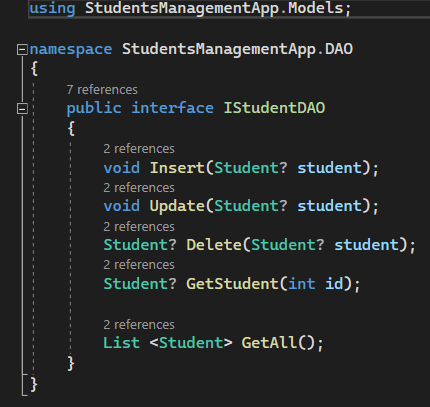 using StudentsManagementApp.Models;
namespace StudentsManagementApp.DAO
{
7 references
public interface IStudentDAO
{
2 references
void Insert(Student? student);
2 references
void Update(Student? student);
2 references
Student? Delete(Student? student);
2 references
Student? GetStudent(int id);
2 references
List <Student> GetAll();
}
}